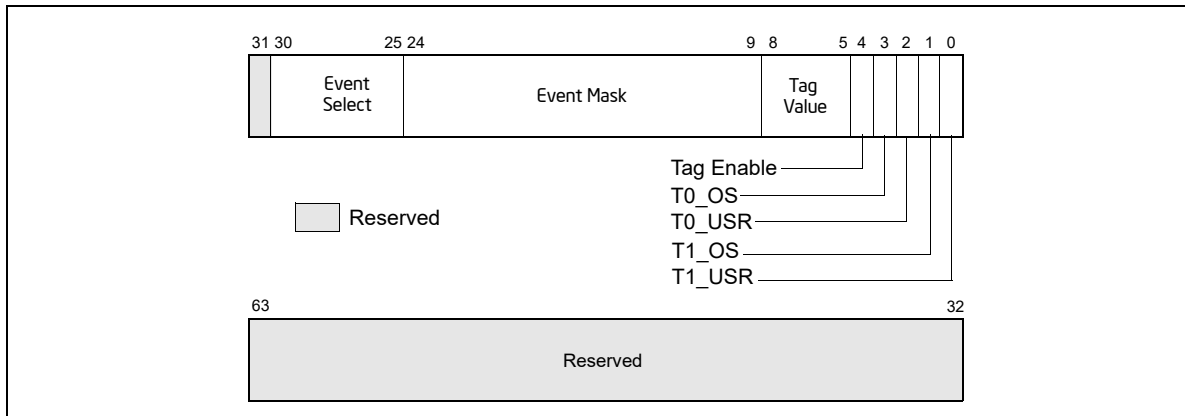 31 30 25 24 9 8 5 4 3 2 1 0
Event
Select
Event Mask
Tag
Value
Tag Enable
T0_OS
T0_USR
T1_OS
T1_USR
Reserved
63 32
Reserved